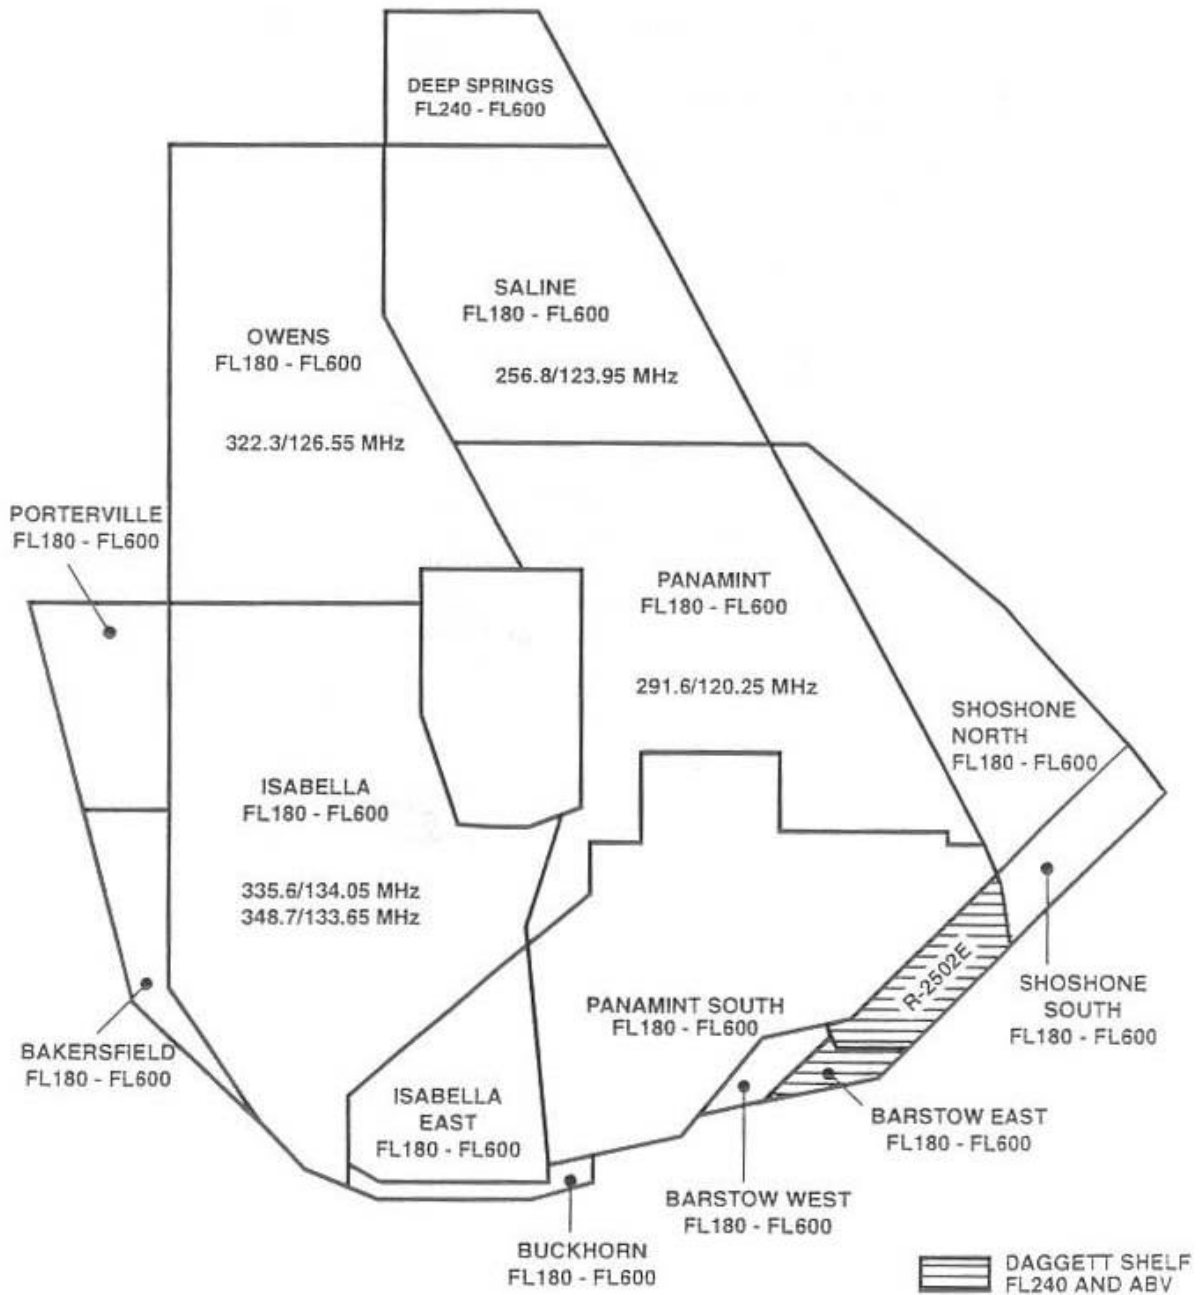 DEEP SPRINGS
FL240 - FL600
SALINE
FL180 - FL600
256.8/123.95 MHz
OWENS
FL180 - FL600
322.3/126.55 MHz
PORTERVILLE
FL180 - FL600
PANAMINT
FL180 - FL600
291.6/120.25 MHz
SHOSHONE
NORTH
FL180 - FL600
ISABELLA
FL180 - FL600
335.6/134.05 MHz
348.7/133.65 MHz
R-2502E
SHOSHONE
SOUTH
FL180 - FL600
PANAMINT SOUTH
FL180 - FL600
BAKERSFIELD
FL180 - FL600
ISABELLA
EAST
FL180 - FL600
BARSTOW EAST
FL180 - FL600
BARSTOW WEST
FL180 - FL600
BUCKHORN
FL180 - FL600
DAGGETT SHELF
FL240 AND ABV